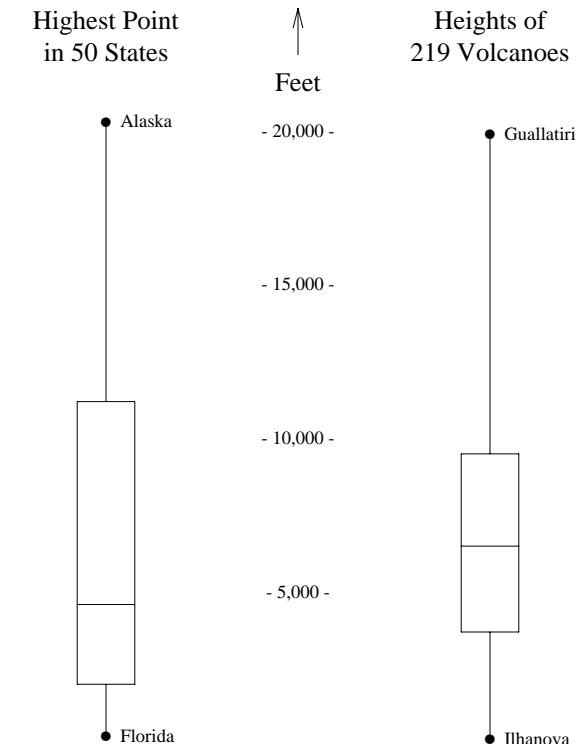 Highest Point
in 50 States
Feet
Heights of
219 Volcanoes
Alaska
- 20,000 -
Guallatiri
- 15,000 -
- 10,000 -
- 5,000 -
Florida
Ilhanova